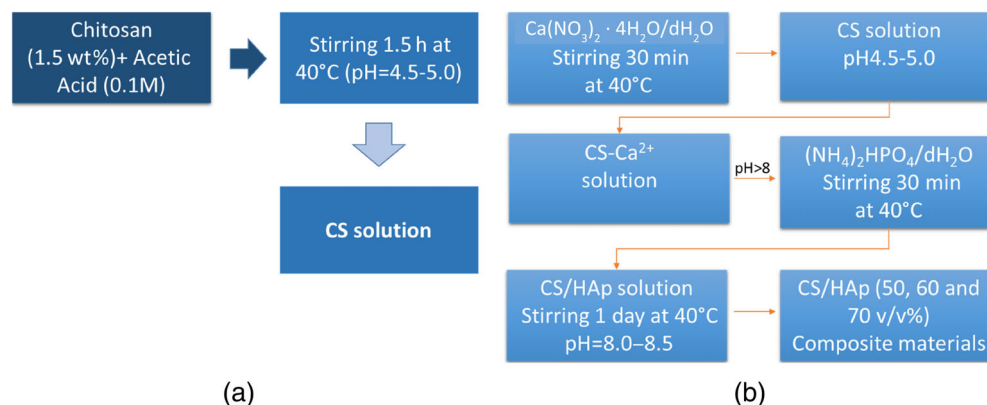 Chitosan
(1.5 wt%)+ Acetic
Acid (0.1M)
Stirring 1.5 h at
40°C (pH=4.5-5.0)
CS solution
(a)
Ca(NO₃)₂ · 4H₂O/dH₂O
Stirring 30 min
at 40°C
CS solution
pH4.5-5.0
CS-Ca²⁺
solution
pH>8
(NH₄)₂HPO₄/dH₂O
Stirring 30 min
at 40°C
CS/HAp solution
Stirring 1 day at 40°C
pH=8.0–8.5
CS/HAp (50, 60 and
70 v/v%)
Composite materials
(b)